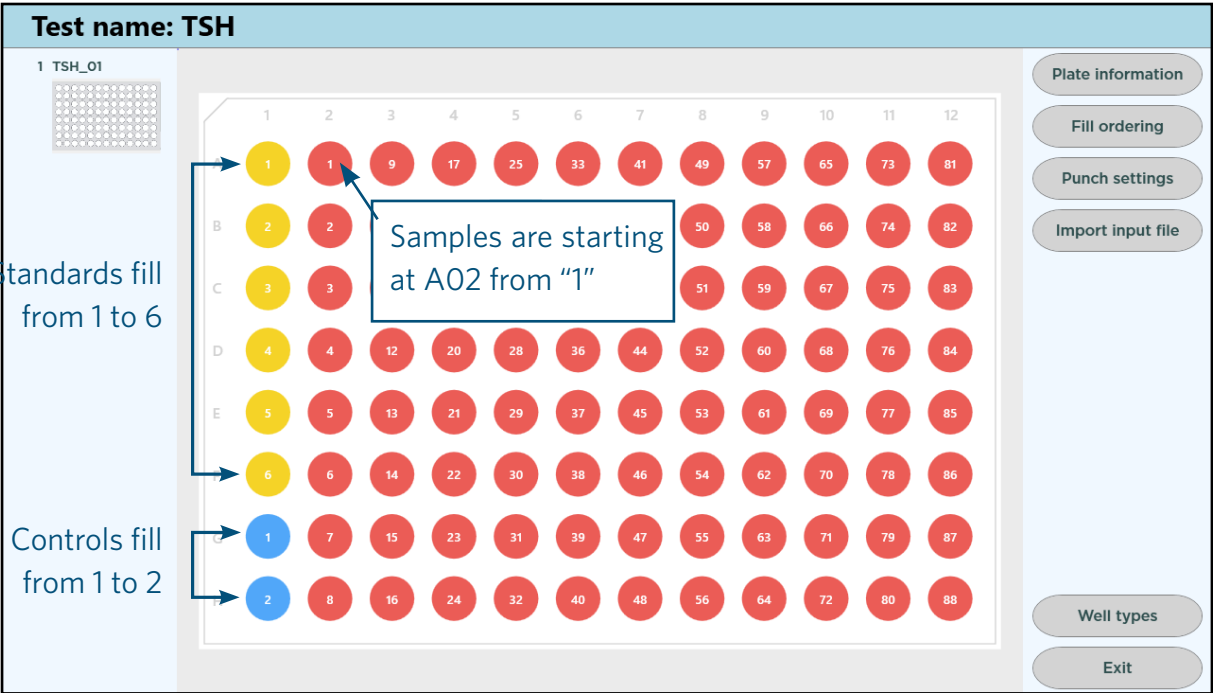 Test name: TSH
1 TSH_01
Plate information
Fill ordering
Punch settings
Import input file
1 2 3 4 5 6 7 8 9 10 11 12
1 1 9 17 25 33 41 49 57 65 73 81
B 2 2 50 58 66 74 82
C 3 3 51 59 67 75 83
D 4 4 12 20 28 36 44 52 60 68 76 84
E 5 5 13 21 29 37 45 53 61 69 77 85
6 6 14 22 30 38 46 54 62 70 78 86
1 7 15 23 31 39 47 55 63 71 79 87
2 8 16 24 32 40 48 56 64 72 80 88
Samples are starting
at A02 from “1”
Standards fill
from 1 to 6
Controls fill
from 1 to 2
Well types
Exit